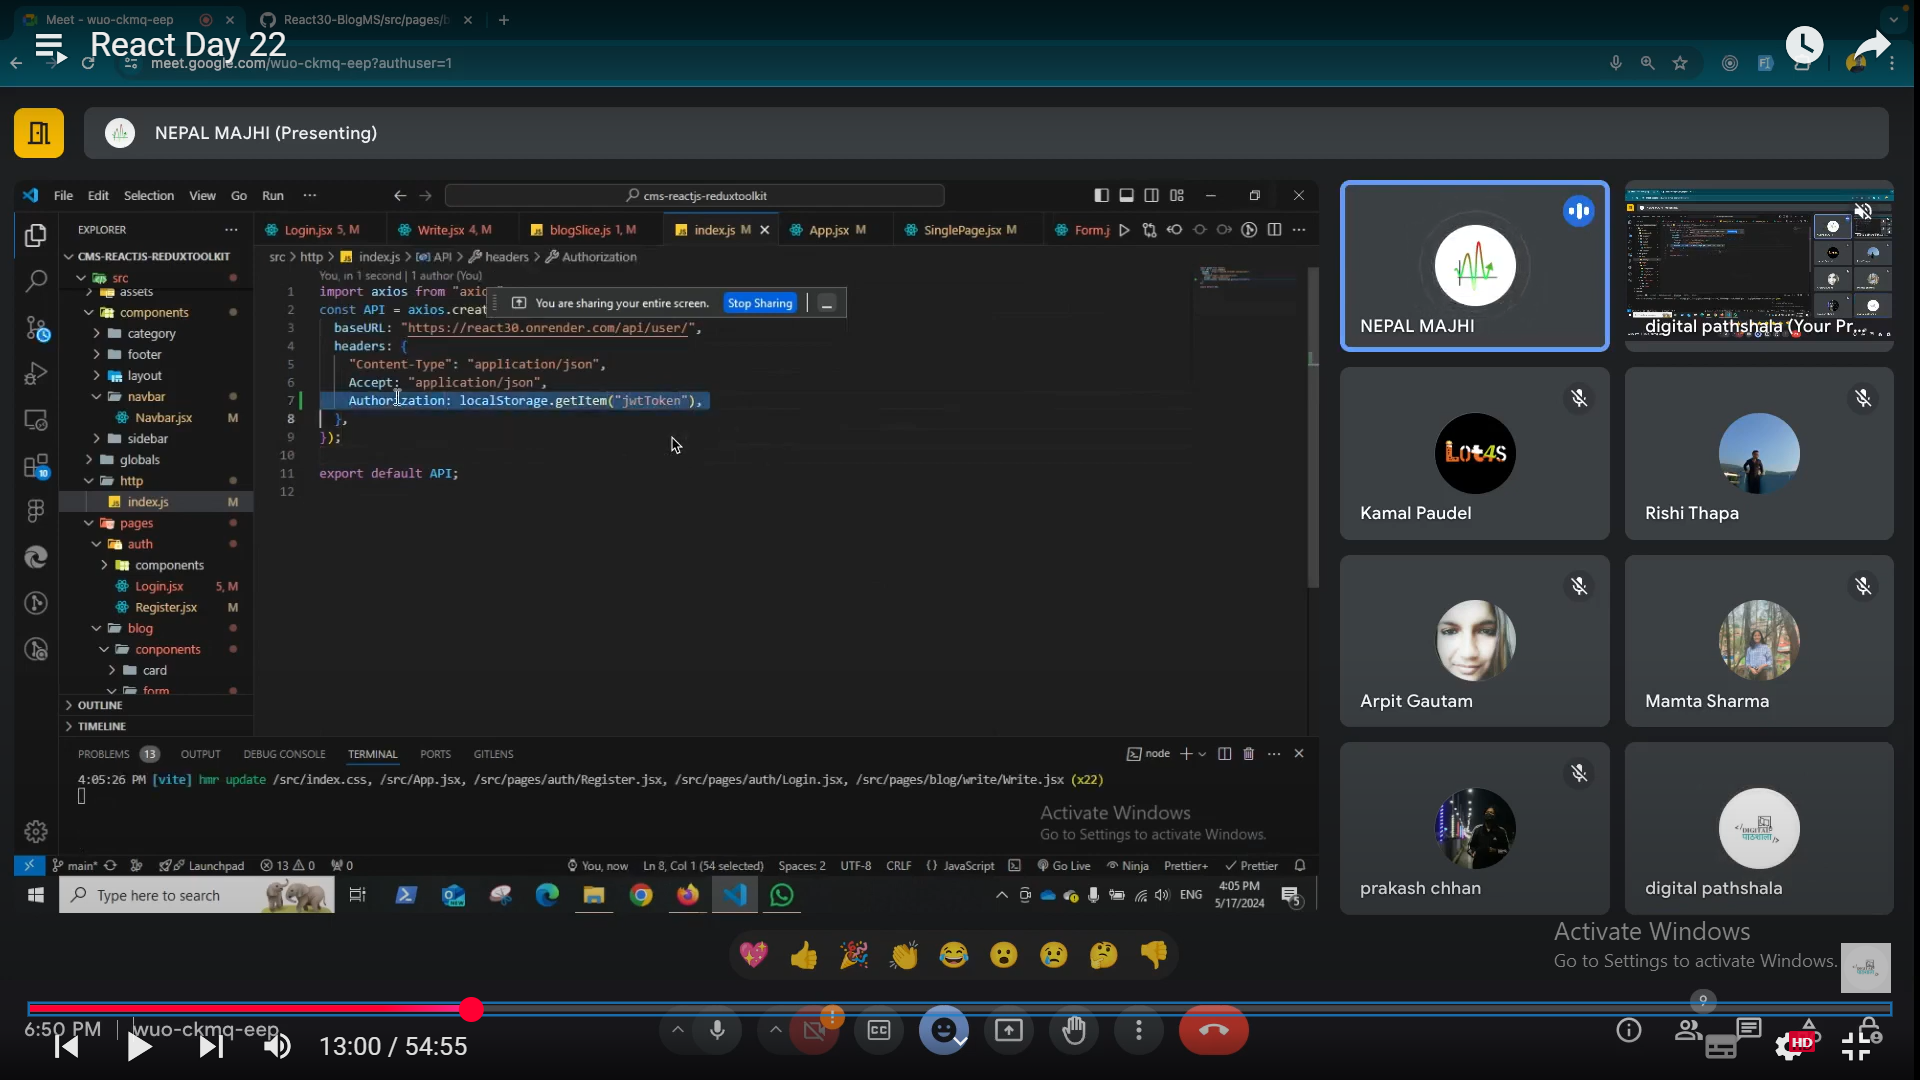 Meet - wuo-ckmq-eep
React30-BlogMS/src/pages/b
React Day 22
meet.google.com/wuo-ckmq-eep?authuser=1
NEPAL MAJHI (Presenting)
File Edit Selection View Go Run ···
cms-reactjs-reduxtoolkit
EXPLORER
Login.jsx 5, M
Write.jsx 4, M
blogSlice.js 1, M
index.js M
App.jsx M
SinglePage.jsx M
Form.j
CMS-REACTJS-REDUXTOOLKIT
src > http > index.js > API > headers > Authorization
src
assets
components
category
footer
layout
navbar
Navbar.jsx M
sidebar
globals
http
index.js M
pages
auth
components
Login.jsx 5, M
Register.jsx M
blog
conponents
card
form
OUTLINE
TIMELINE
You, in 1 second | 1 author (You)
1 import axios from "axio
2 const API = axios.creat
3 baseURL: "https://react30.onrender.com/api/user/",
4 headers: {
5 "Content-Type": "application/json",
6 Accept: "application/json",
7 Authorization: localStorage.getItem("jwtToken"),
8 },
9 });
10
11 export default API;
12
You are sharing your entire screen.
Stop Sharing
PROBLEMS 13 OUTPUT DEBUG CONSOLE TERMINAL PORTS GITLENS
node
4:05:26 PM [vite] hmr update /src/index.css, /src/App.jsx, /src/pages/auth/Register.jsx, /src/pages/auth/Login.jsx, /src/pages/blog/write/Write.jsx (x22)
Activate Windows
Go to Settings to activate Windows.
main* Launchpad 13 0 0
You, now Ln 8, Col 1 (54 selected) Spaces: 2 UTF-8 CRLF {} JavaScript Go Live Ninja Prettier+ Prettier
Type here to search
ENG
4:05 PM
5/17/2024
5
NEPAL MAJHI
digital pathshala (Your Pr...
Lot4s
Kamal Paudel
Rishi Thapa
Arpit Gautam
Mamta Sharma
prakash chhan
digital pathshala
Activate Windows
Go to Settings to activate Windows.
6:50 PM | wuo-ckmq-eep
13:00 / 54:55
CC
HD